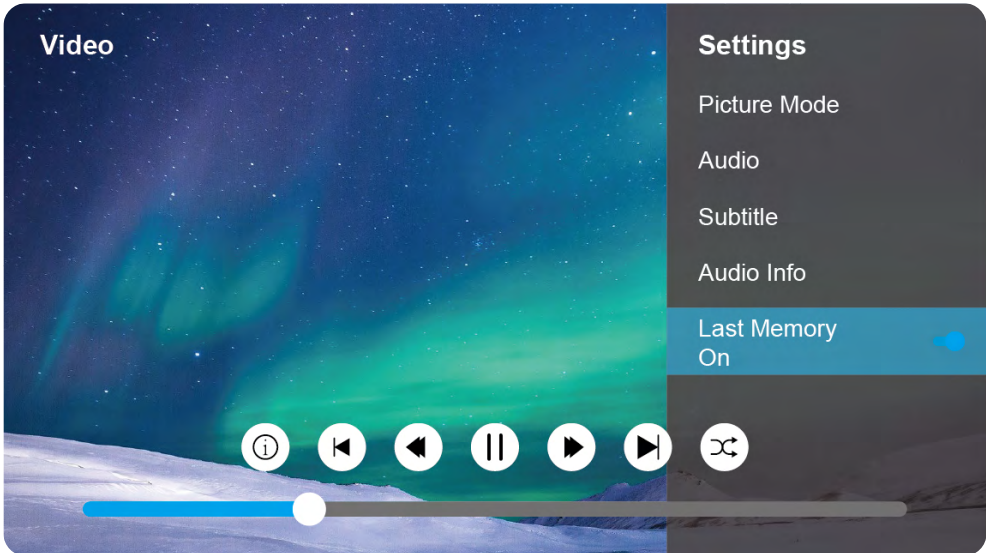 Video
Settings
Picture Mode
Audio
Subtitle
Audio Info
Last Memory
On